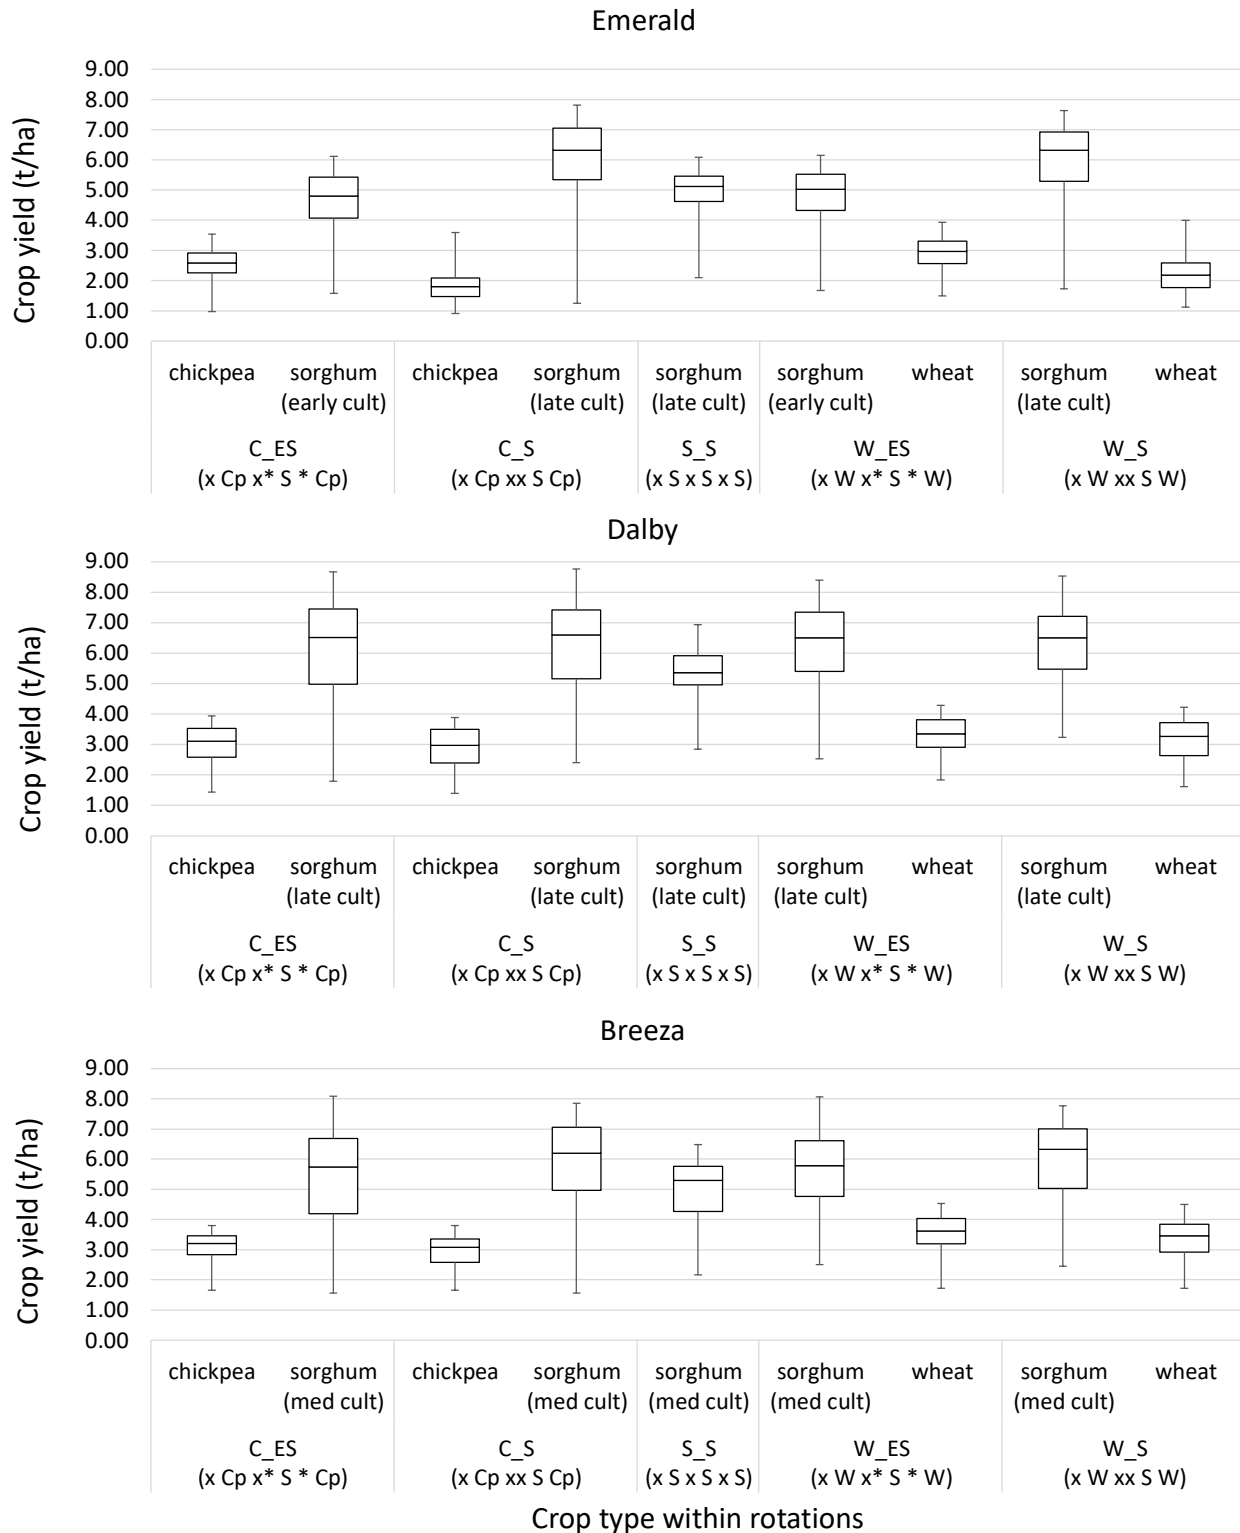 Emerald
Crop yield (t/ha)
9.00
8.00
7.00
6.00
5.00
4.00
3.00
2.00
1.00
0.00
chickpea sorghum chickpea sorghum sorghum sorghum wheat sorghum wheat
(early cult) (late cult) (late cult) (early cult) (late cult)
C_ES C_S S_S W_ES W_S
(x Cp x* S * Cp) (x Cp xx S Cp) (x S x S x S) (x W x* S * W) (x W xx S W)
Dalby
Crop yield (t/ha)
9.00
8.00
7.00
6.00
5.00
4.00
3.00
2.00
1.00
0.00
chickpea sorghum chickpea sorghum sorghum sorghum wheat sorghum wheat
(late cult) (late cult) (late cult) (late cult) (late cult)
C_ES C_S S_S W_ES W_S
(x Cp x* S * Cp) (x Cp xx S Cp) (x S x S x S) (x W x* S * W) (x W xx S W)
Breeza
Crop yield (t/ha)
9.00
8.00
7.00
6.00
5.00
4.00
3.00
2.00
1.00
0.00
chickpea sorghum chickpea sorghum sorghum sorghum wheat sorghum wheat
(med cult) (med cult) (med cult) (med cult) (med cult)
C_ES C_S S_S W_ES W_S
(x Cp x* S * Cp) (x Cp xx S Cp) (x S x S x S) (x W x* S * W) (x W xx S W)
Crop type within rotations